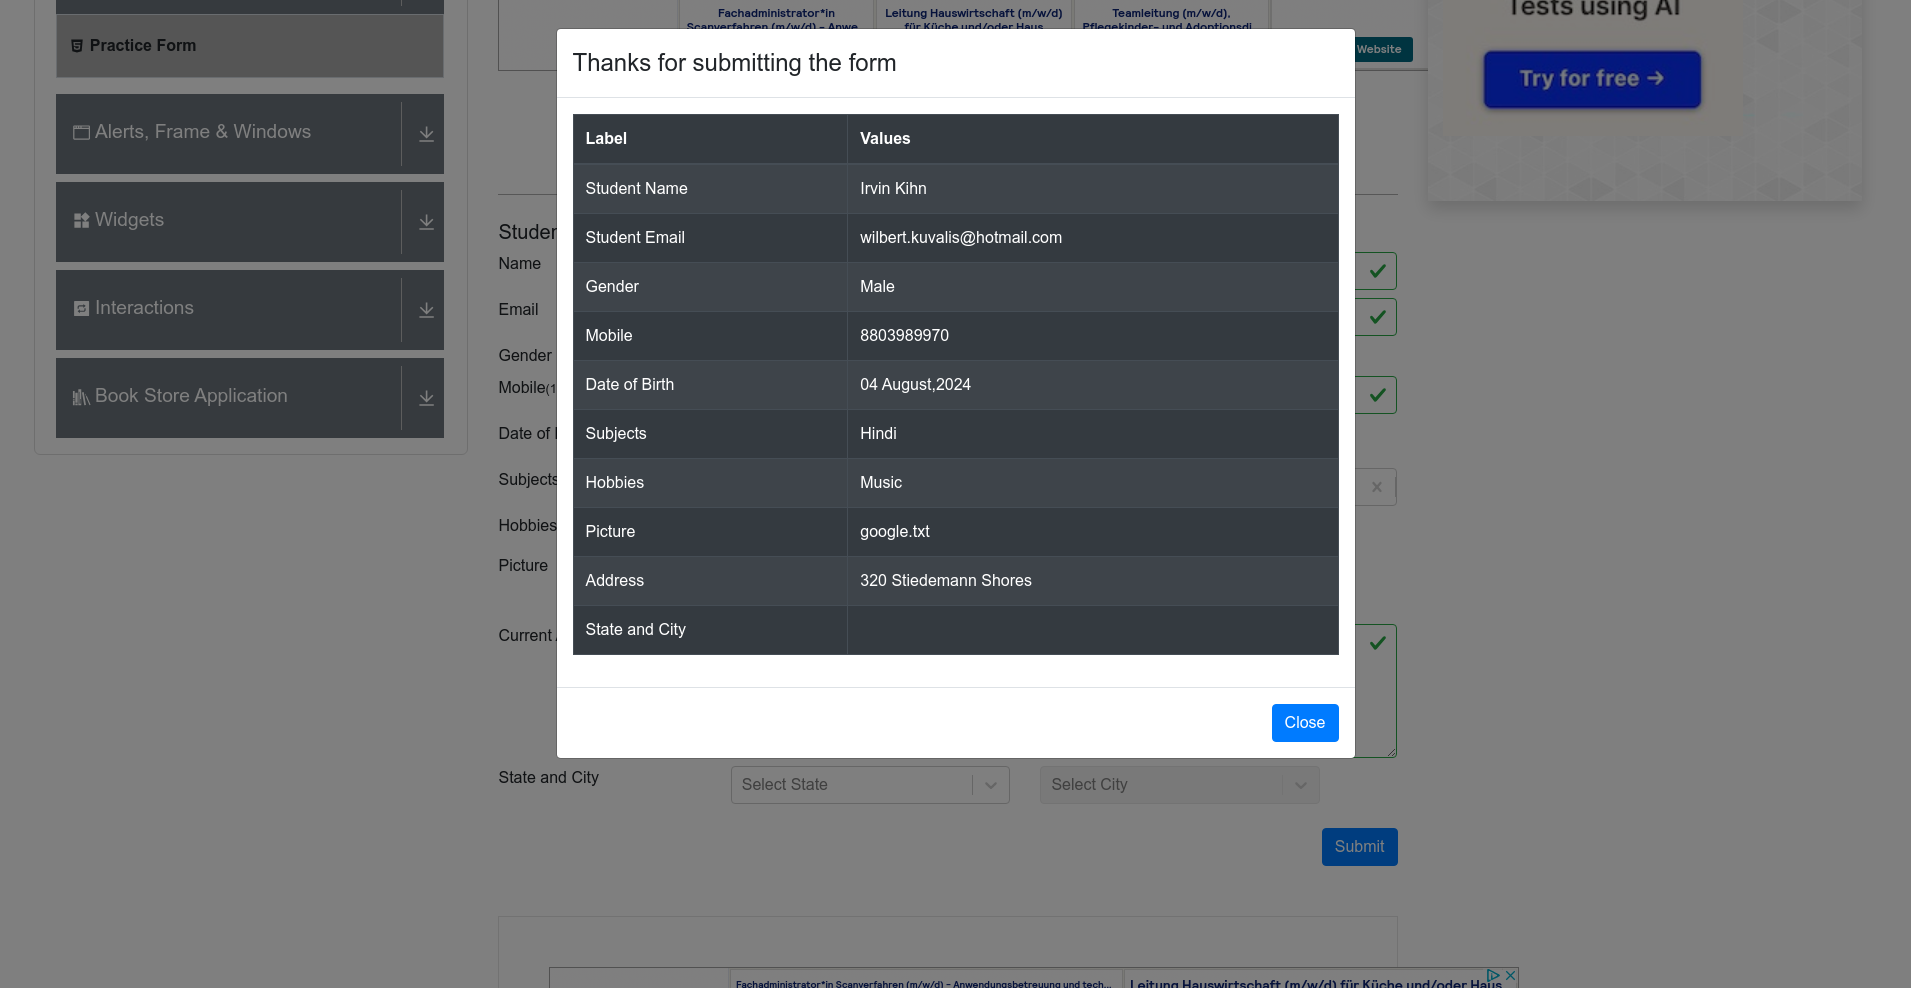 Fachadministrator*in
Scanverfahren (m/w/d) - Anwe...
Leitung Hauswirtschaft (m/w/d)
für Küche und/oder Haus...
Teamleitung (m/w/d),
Pflegekinder- und Adoptionsdi...
Website
Tests using AI
Try for free →
Practice Form
Alerts, Frame & Windows
Widgets
Interactions
Book Store Application
Thanks for submitting the form
Label Values
Student Name Irvin Kihn
Student Email wilbert.kuvalis@hotmail.com
Gender Male
Mobile 8803989970
Date of Birth 04 August,2024
Subjects Hindi
Hobbies Music
Picture google.txt
Address 320 Stiedemann Shores
State and City
Close
Name
Email
Gender
Mobile(1
Date of
Subjects
Hobbies
Picture
Current
State and City
Select State
Select City
Submit
Fachadministrator*in Scanverfahren (m/w/d) - Anwendungsbetreuung und tech...
Leitung Hauswirtschaft (m/w/d) für Küche und/oder Haus...